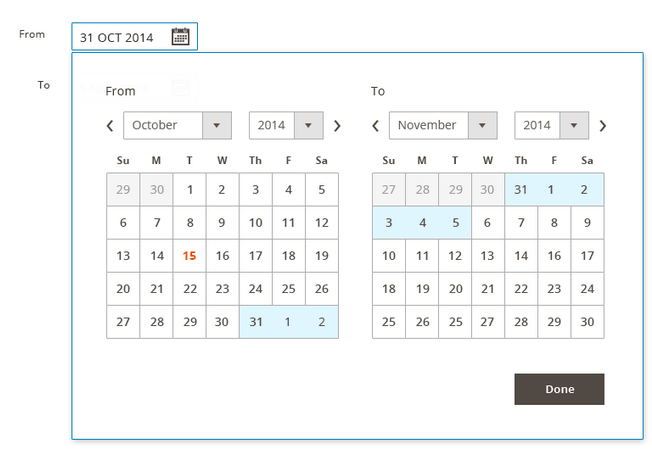 From
31 OCT 2014
To
From
To
October
2014
November
2014
Su M T W Th F Sa
Su M T W Th F Sa
29 30 1 2 3 4 5
27 28 29 30 31 1 2
6 7 8 9 10 11 12
3 4 5 6 7 8 9
13 14 15 16 17 18 19
10 11 12 13 14 15 16 17
20 21 22 23 24 25 26
18 19 20 21 22 23 24
27 28 29 30 31 1 2
25 26 25 27 28 29 30
Done